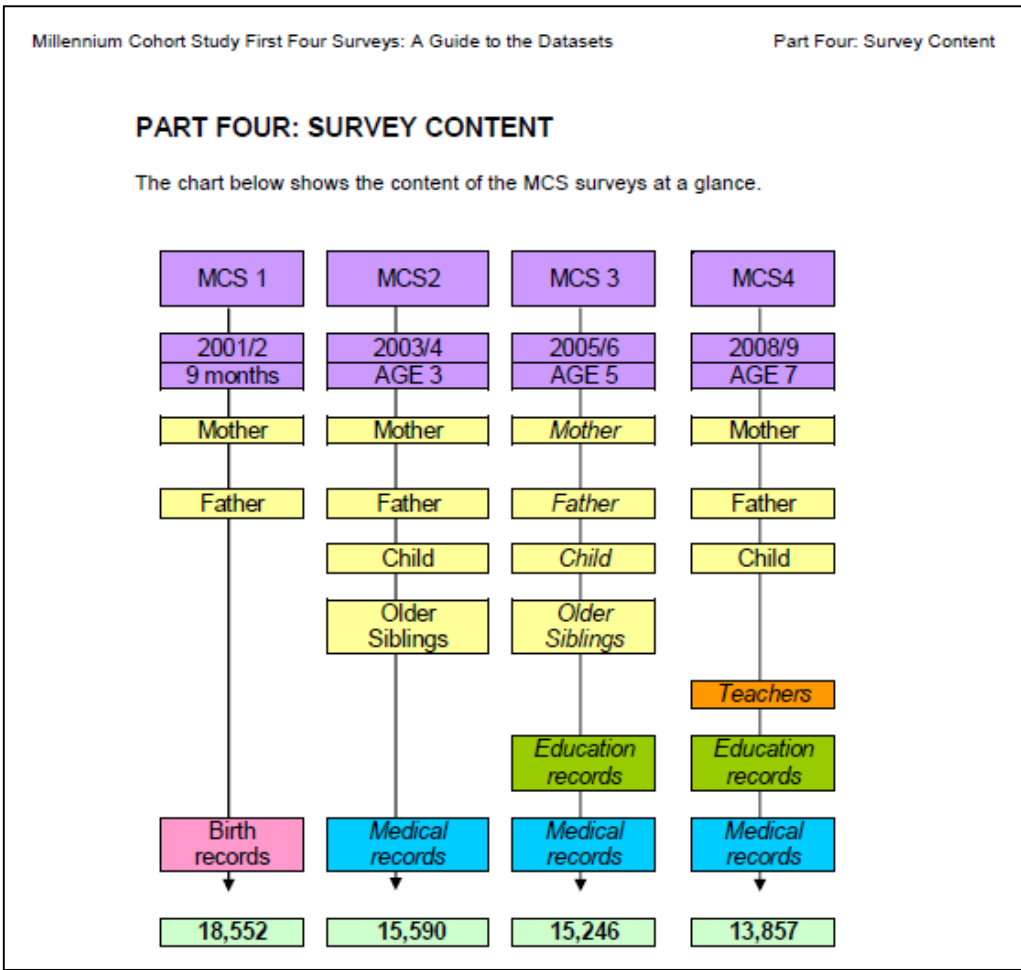 Millennium Cohort Study First Four Surveys: A Guide to the Datasets
Part Four: Survey Content
PART FOUR: SURVEY CONTENT
The chart below shows the content of the MCS surveys at a glance.
MCS 1
MCS2
MCS 3
MCS4
2001/2
2003/4
2005/6
2008/9
9 months
AGE 3
AGE 5
AGE 7
Mother
Mother
Mother
Mother
Father
Father
Father
Father
Child
Child
Child
Older
Siblings
Older
Siblings
Teachers
Education
records
Education
records
Birth
records
Medical
records
Medical
records
Medical
records
18,552
15,590
15,246
13,857